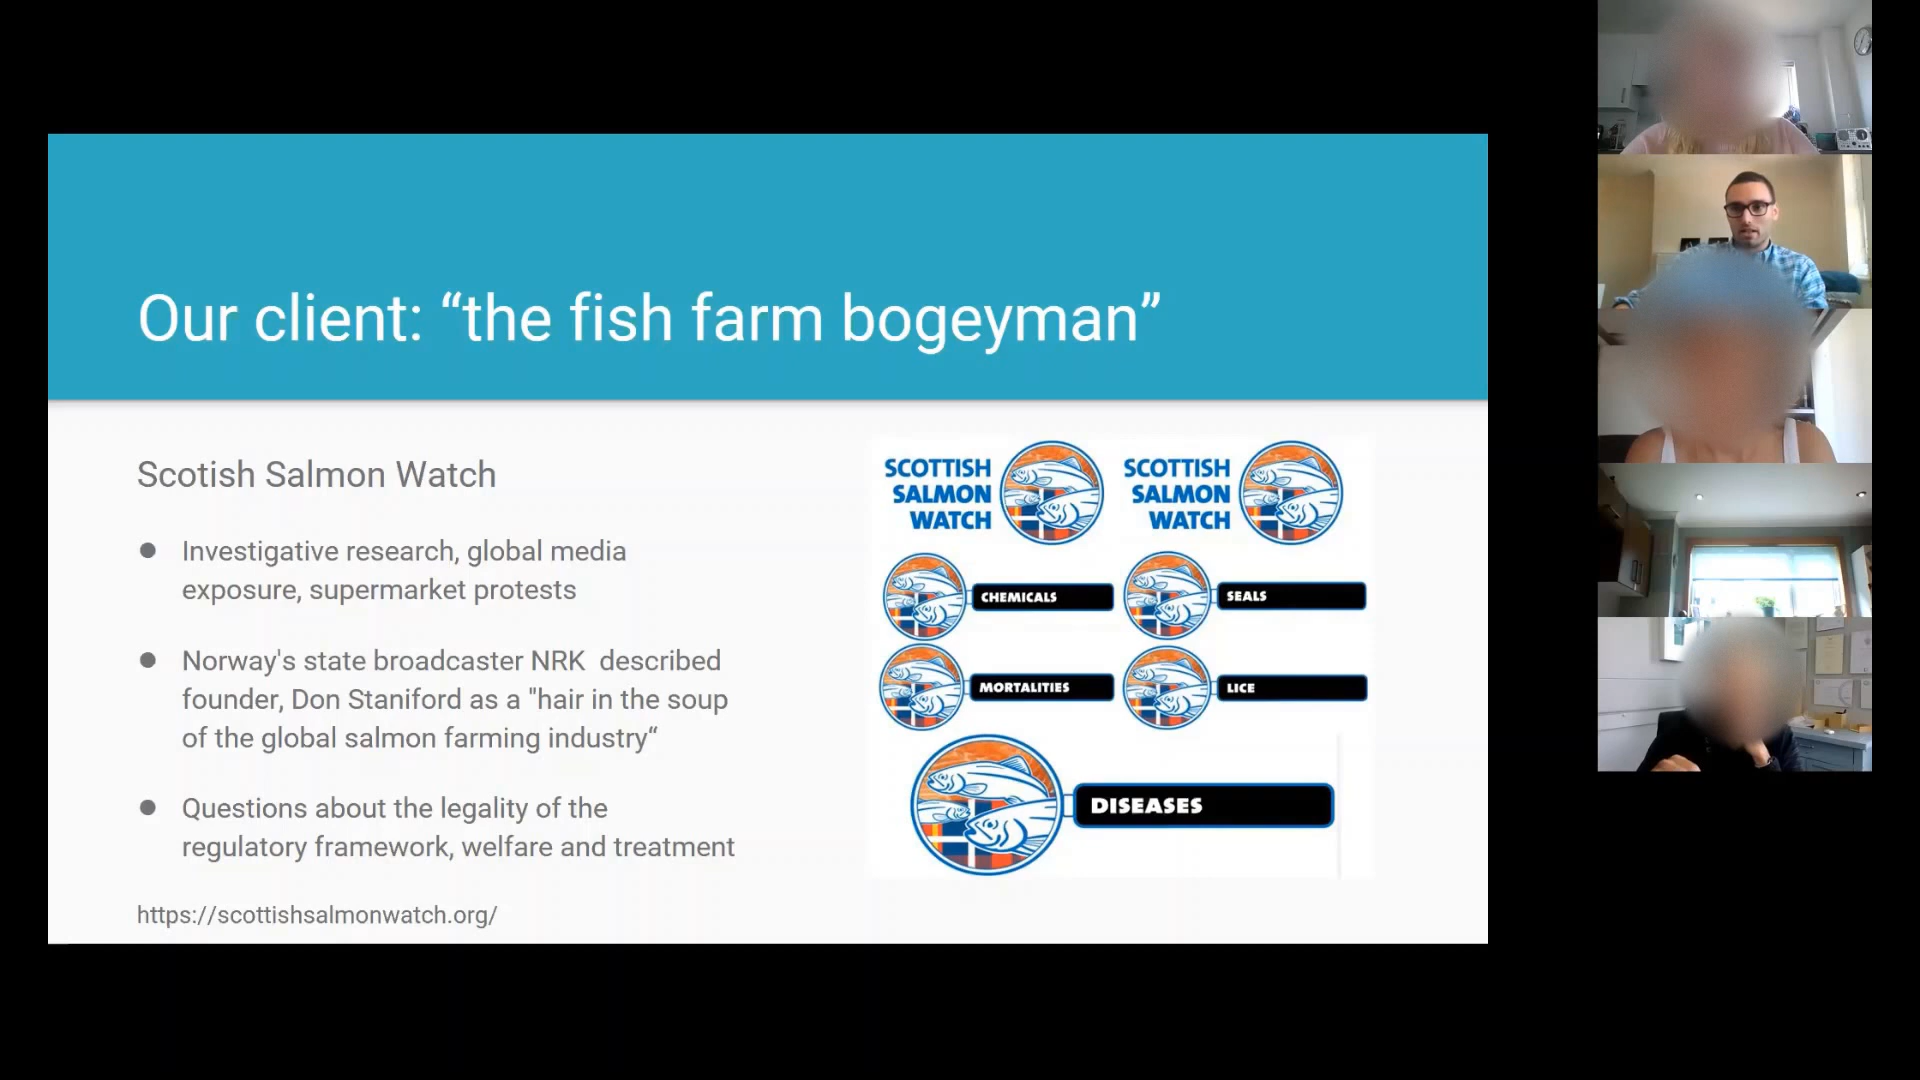 Our client: “the fish farm bogeyman”
Scotish Salmon Watch
Investigative research, global media
exposure, supermarket protests
Norway's state broadcaster NRK  described
founder, Don Staniford as a "hair in the soup
of the global salmon farming industry“
Questions about the legality of the
regulatory framework, welfare and treatment
https://scottishsalmonwatch.org/
SCOTTISH
SALMON
WATCH
SCOTTISH
SALMON
WATCH
CHEMICALS
SEALS
MORTALITIES
LICE
DISEASES